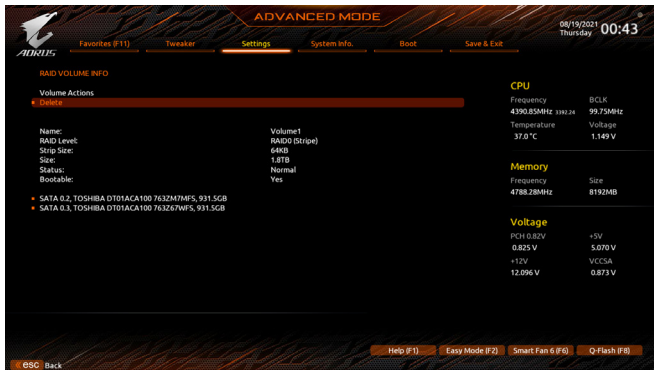 ADVANCED MODE
08/19/2021 Thursday 00:43
AORUS
Favorites (F11) Tweaker Settings System Info. Boot Save & Exit
RAID VOLUME INFO
Volume Actions
Delete
Name: Volume1
RAID Level: RAID0 (Stripe)
Strip Size: 64KB
Size: 1.8TB
Status: Normal
Bootable: Yes
SATA 0.2, TOSHIBA DT01ACA100 763ZM7MFS, 931.5GB
SATA 0.3, TOSHIBA DT01ACA100 763Z67WFS, 931.5GB
CPU
Frequency BCLK
4390.85MHz 3392.24 99.75MHz
Temperature Voltage
37.0 °C 1.149 V
Memory
Frequency Size
4788.28MHz 8192MB
Voltage
PCH 0.82V +5V
0.825 V 5.070 V
+12V VCCSA
12.096 V 0.873 V
Help (F1) Easy Mode (F2) Smart Fan 6 (F6) Q-Flash (F8)
esc Back